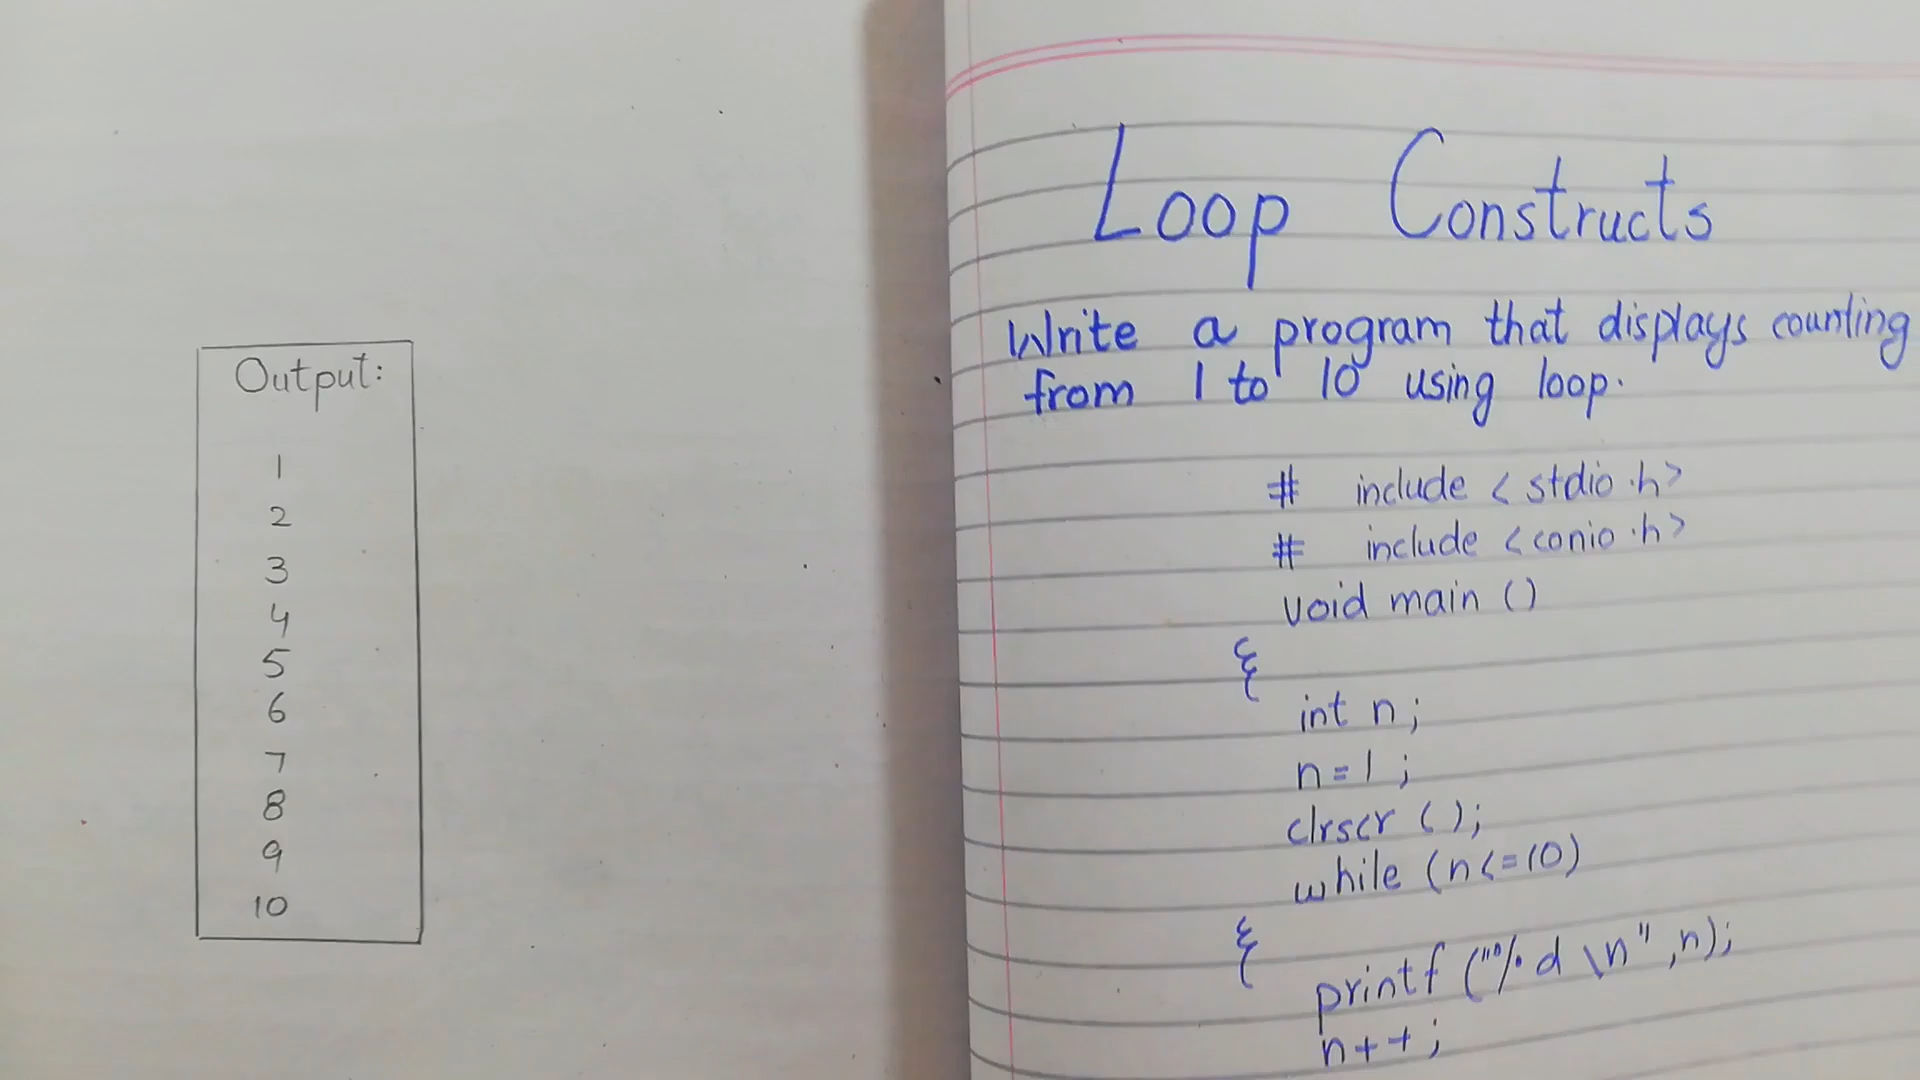 Output:
1
2
3
4
5
6
7
8
9
10
Loop Constructs
Write a program that displays counting
from 1 to 10 using loop.
# include <stdio.h>
# include <conio.h>
void main ()
{
int n;
n=1;
clrscr ();
while (n<=10)
{
printf ("%d \n", n);
n++;